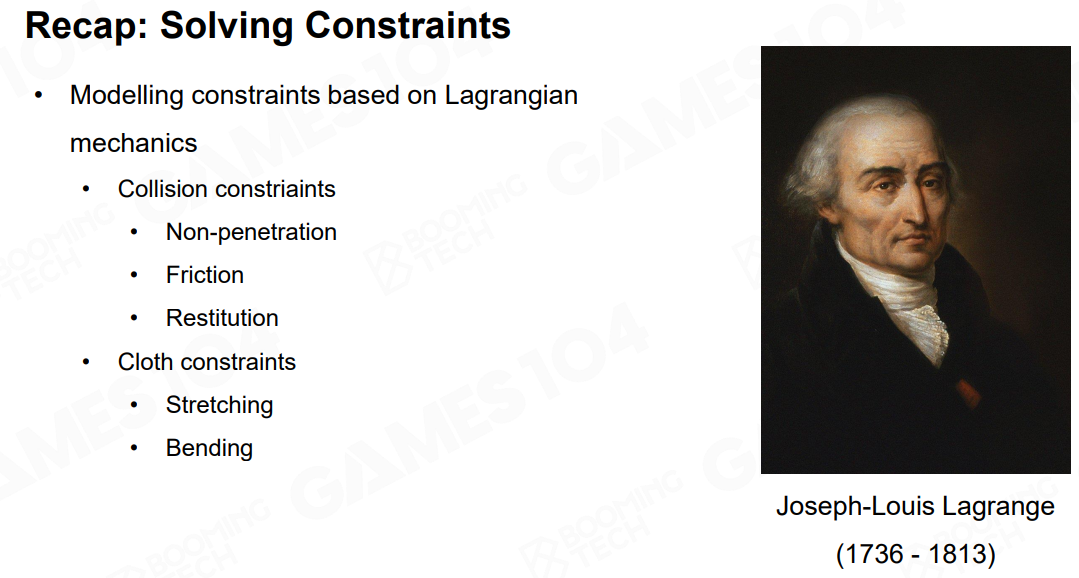 Recap: Solving Constraints
• Modelling constraints based on Lagrangian
mechanics
• Collision constriaints
• Non-penetration
• Friction
• Restitution
• Cloth constraints
• Stretching
• Bending
Joseph-Louis Lagrange
(1736 - 1813)
GAMES104
BOOMING
TECH